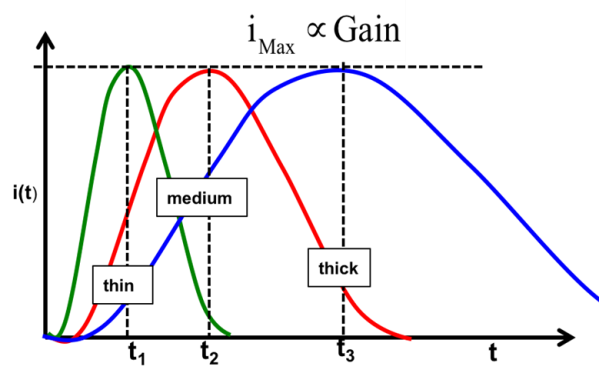 i_Max ∝ Gain
i(t)
medium
thin
thick
t₁ t₂ t₃ t